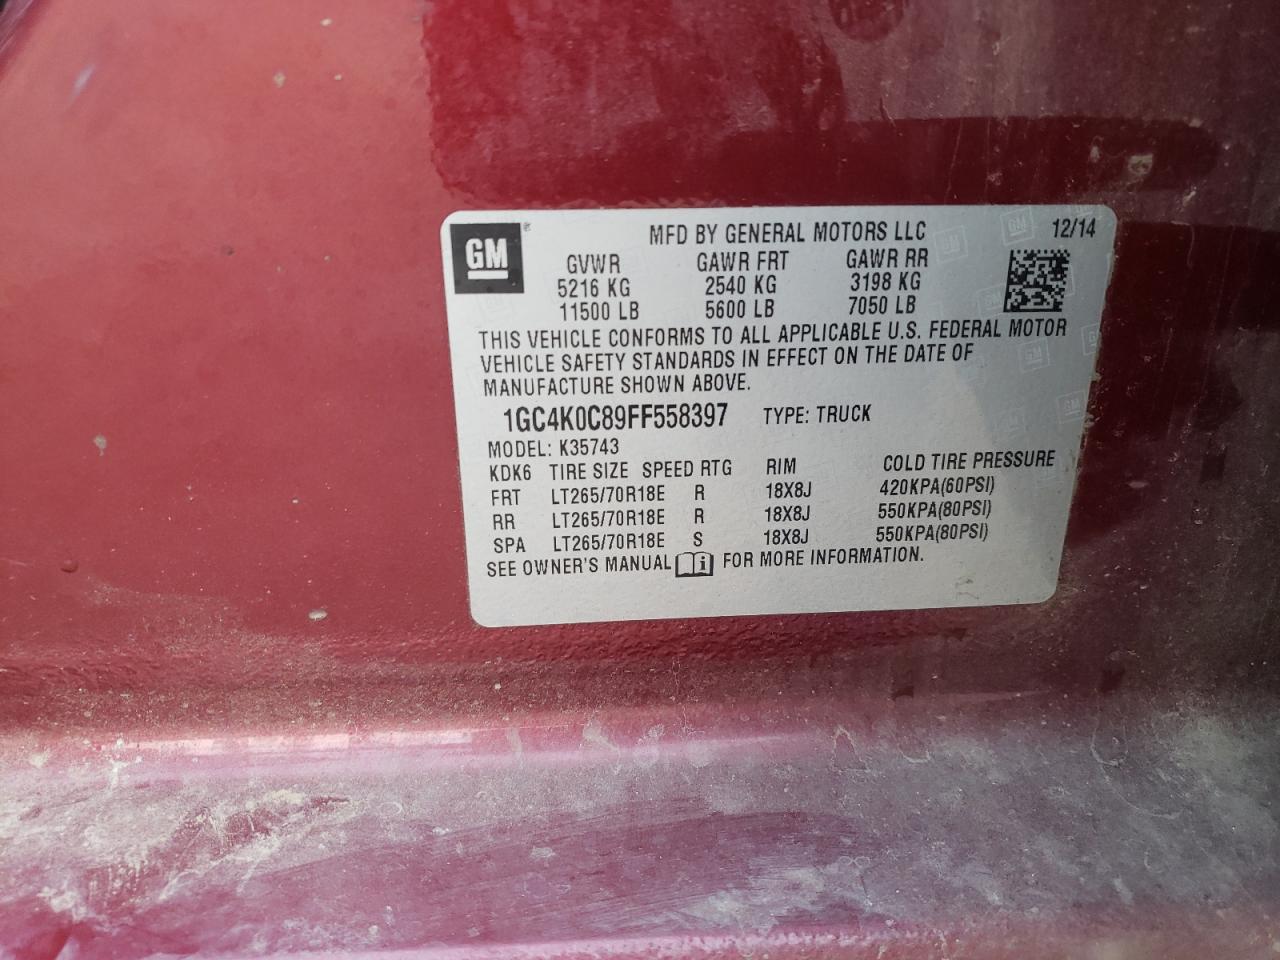 GM
MFD BY GENERAL MOTORS LLC 12/14
GVWR GAWR FRT GAWR RR
5216 KG 2540 KG 3198 KG
11500 LB 5600 LB 7050 LB
THIS VEHICLE CONFORMS TO ALL APPLICABLE U.S. FEDERAL MOTOR
VEHICLE SAFETY STANDARDS IN EFFECT ON THE DATE OF
MANUFACTURE SHOWN ABOVE.
1GC4K0C89FF558397 TYPE: TRUCK
MODEL: K35743
KDK6 TIRE SIZE SPEED RTG RIM COLD TIRE PRESSURE
FRT LT265/70R18E R 18X8J 420KPA(60PSI)
RR LT265/70R18E R 18X8J 550KPA(80PSI)
SPA LT265/70R18E S 18X8J 550KPA(80PSI)
SEE OWNER'S MANUAL i FOR MORE INFORMATION.